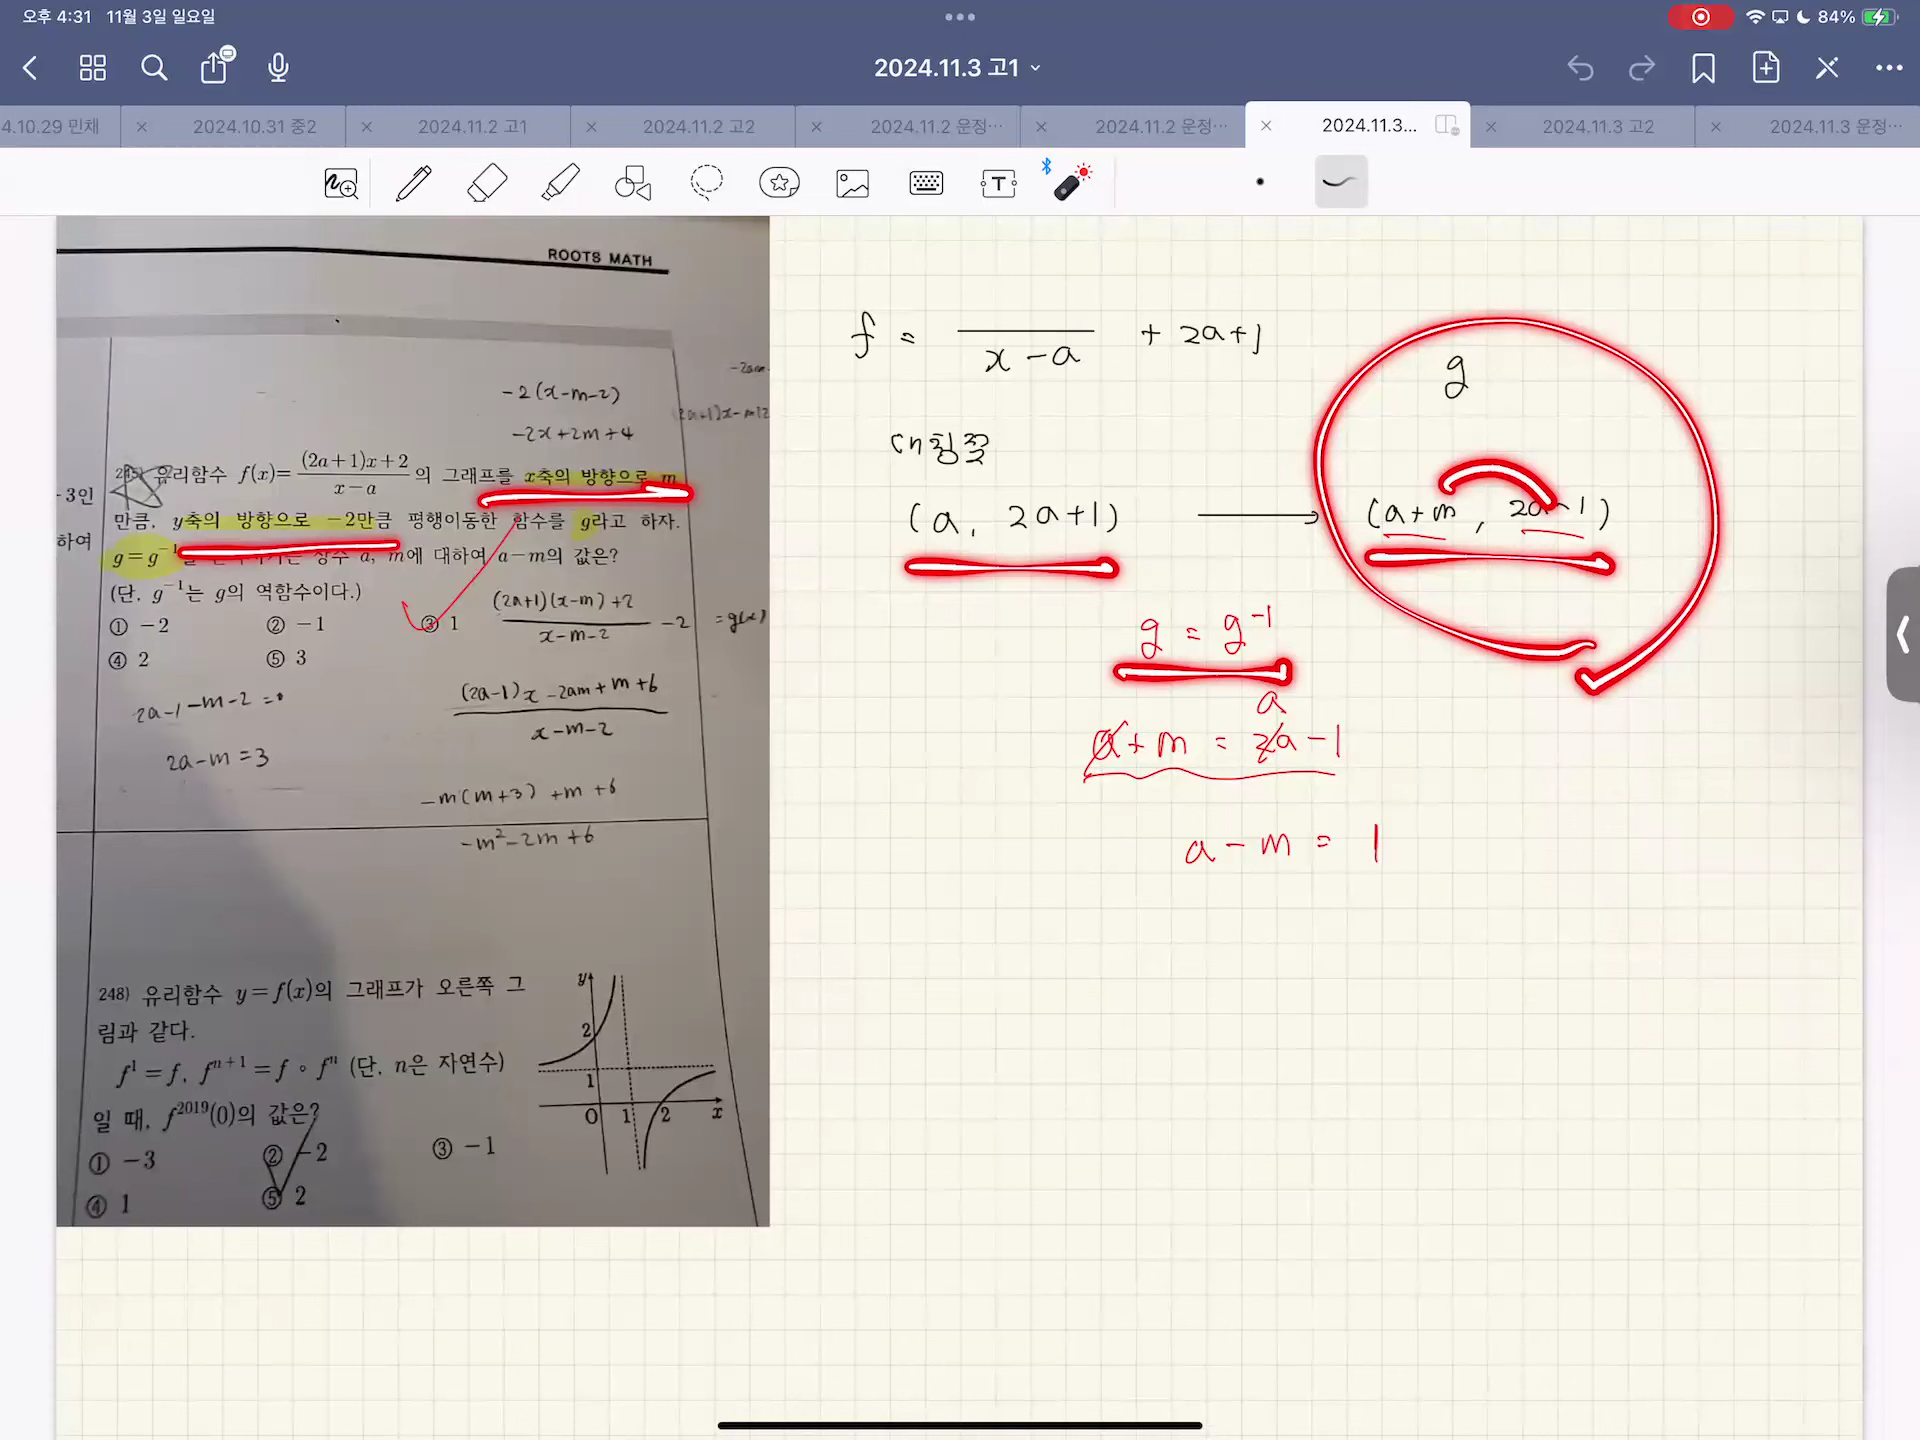 오후 4:31 11월 3일 일요일
84%
2024.11.3 고1
4.10.29 민채
2024.10.31 중2
2024.11.2 고1
2024.11.2 고2
2024.11.2 운정…
2024.11.2 운정…
2024.11.3…
2024.11.3 고2
2024.11.3 운정…
ROOTS MATH
-3인
하여
-2(x-m-2)
-2x+2m+4
유리함수 f(x)=((2a+1)x+2)/(x-a)의 그래프를 x축의 방향으로 m
만큼, y축의 방향으로 -2만큼 평행이동한 함수를 g라고 하자.
g=g⁻¹를 상수 a, m에 대하여 a-m의 값은?
(단, g⁻¹는 g의 역함수이다.)
① -2 ② -1 ③ 1
④ 2 ⑤ 3
((2a+1)(x-m)+2)/(x-m-2) -2 =g(x)
2a-1-m-2=0
((2a-1)x-2am+m+6)/(x-m-2)
2a-m=3
-m(m+3)+m+6
-m²-2m+6
248) 유리함수 y=f(x)의 그래프가 오른쪽 그
림과 같다.
f¹=f, fⁿ⁺¹=f∘fⁿ (단, n은 자연수)
일 때, f²⁰¹⁹(0)의 값은?
① -3 ② -2 ③ -1
④ 1 ⑤ 2
y
2
1
O 1 2 x
f = /(x-a) + 2a+1
대칭점
(a, 2a+1) → (a+m, 2a-1)
g
g = g⁻¹
a
a+m = 2a-1
a-m = 1